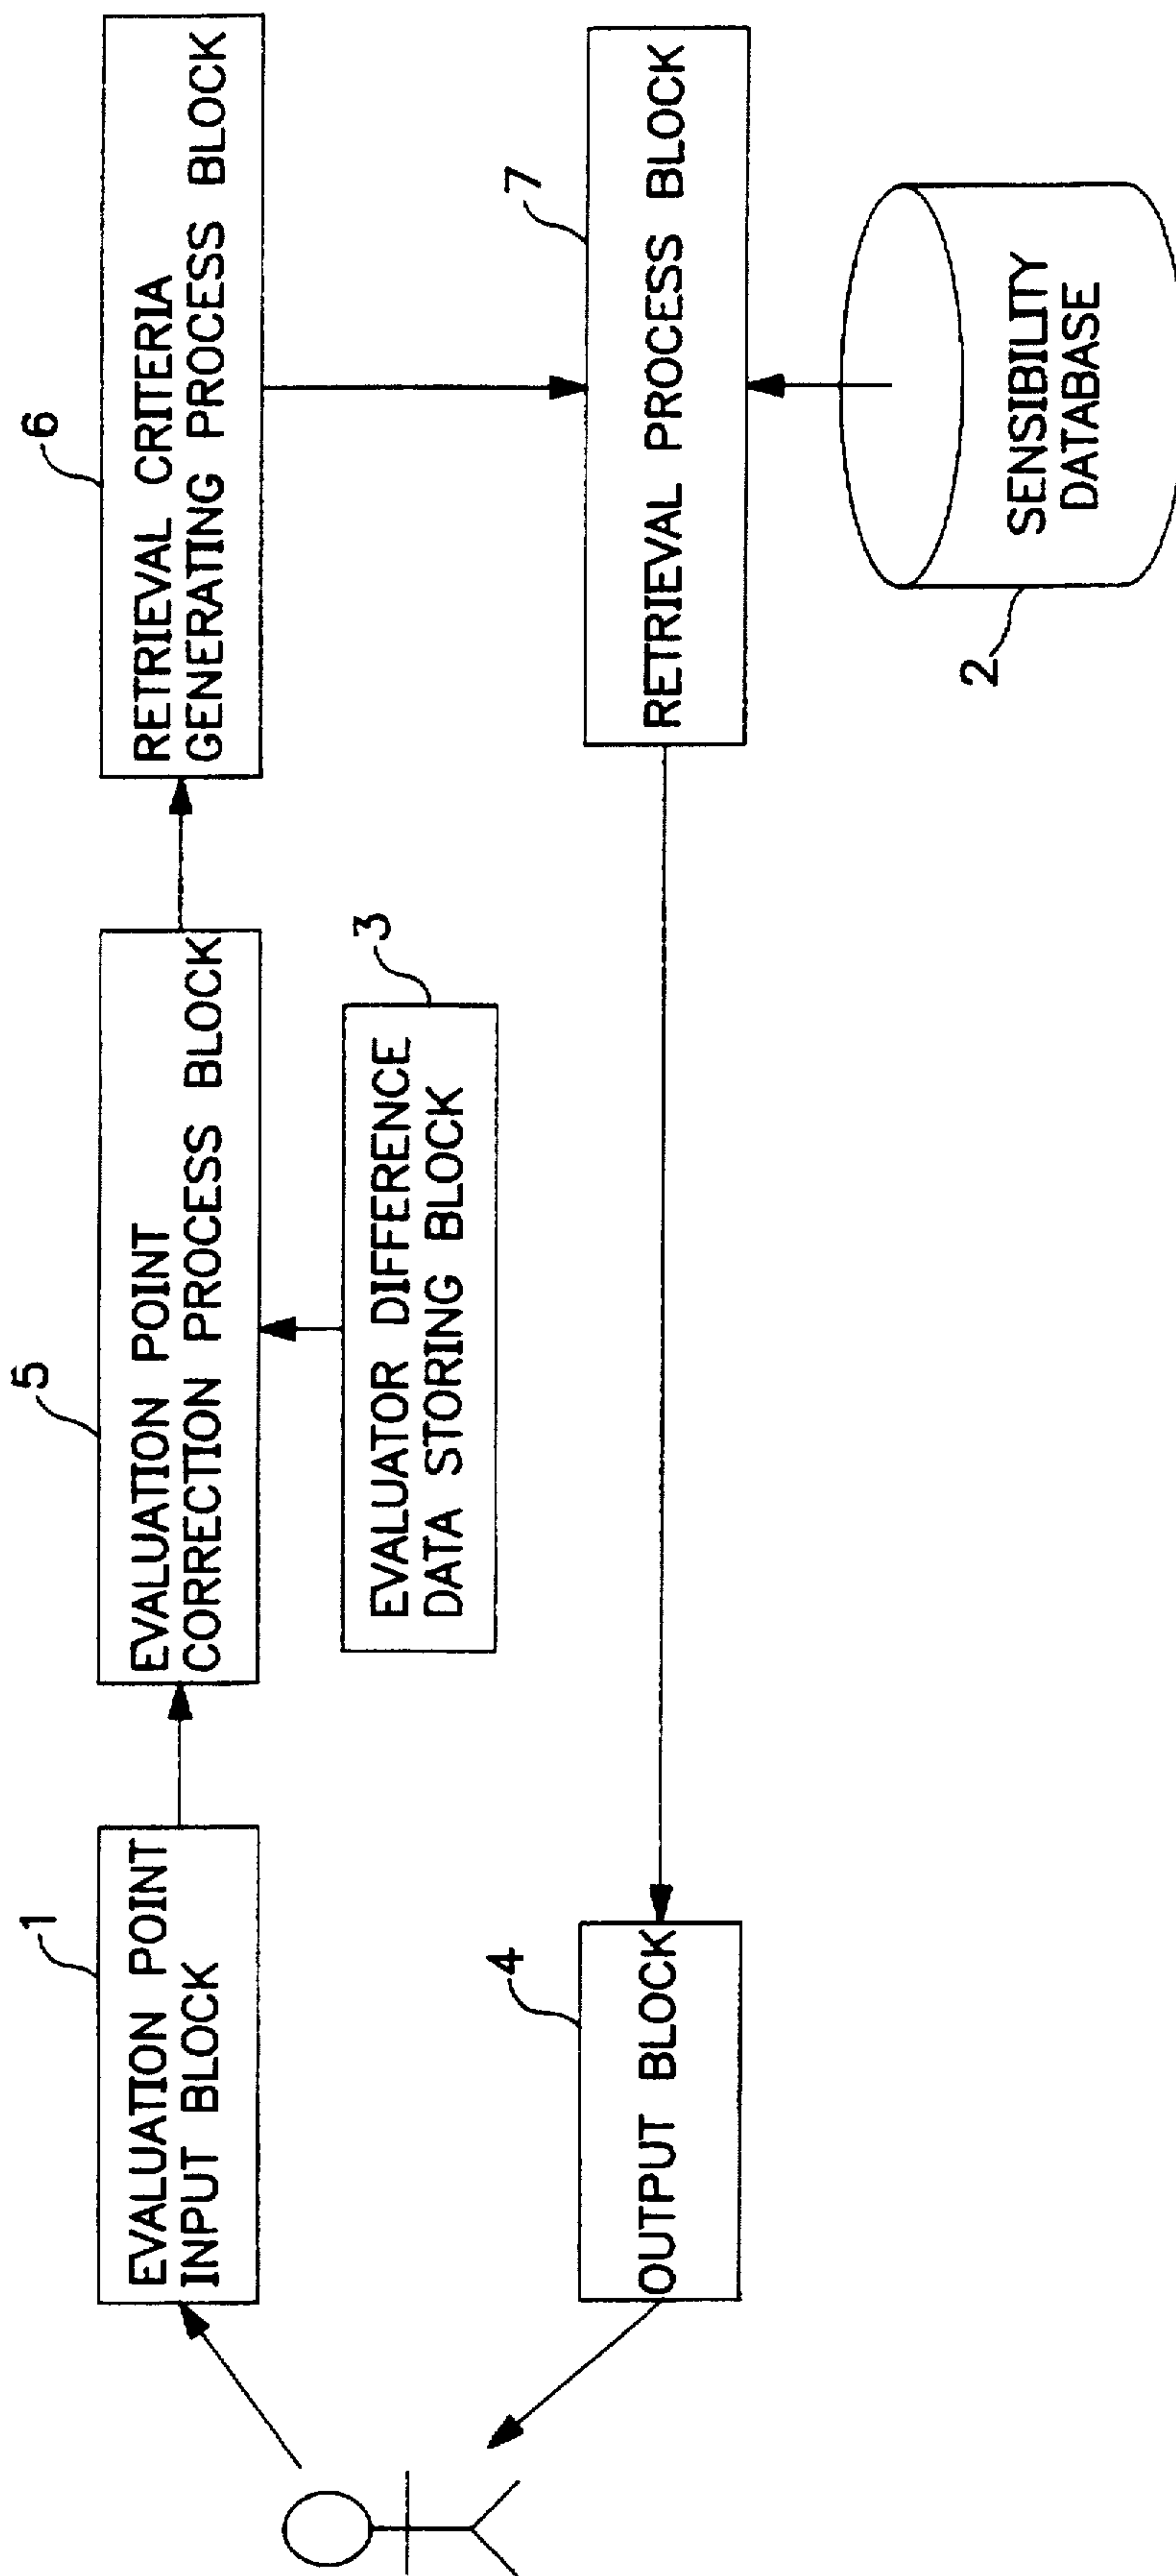 1
EVALUATION POINT
INPUT BLOCK
5
EVALUATION POINT
CORRECTION PROCESS BLOCK
6
RETRIEVAL CRITERIA
GENERATING PROCESS BLOCK
3
EVALUATOR DIFFERENCE
DATA STORING BLOCK
4
OUTPUT BLOCK
7
RETRIEVAL PROCESS BLOCK
2
SENSIBILITY
DATABASE